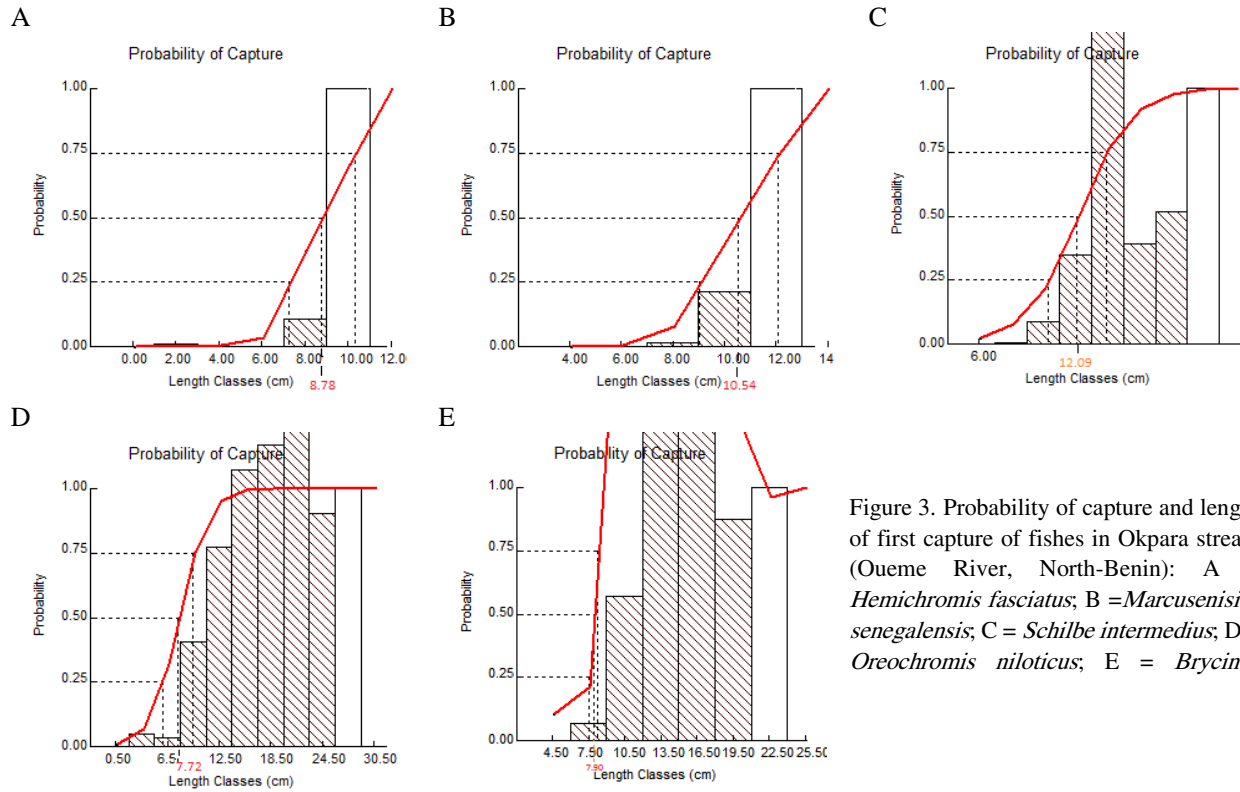 A
Probability of Capture
1.00
0.75
0.50
0.25
0.00
Probability
0.00 2.00 4.00 6.00 8.00 10.00 12.0
Length Classes (cm)
8.78
B
Probability of Capture
1.00
0.75
0.50
0.25
0.00
Probability
4.00 6.00 8.00 10.00 12.00 14
Length Classes (cm)
10.54
C
Probability of Capture
1.00
0.75
0.50
0.25
0.00
Probability
6.00
12.09
Length Classes (cm)
D
Probability of Capture
1.00
0.75
0.50
0.25
0.00
Probability
0.50 6.5 12.50 18.50 24.50 30.50
7.72
Length Classes (cm)
E
Probability of Capture
1.00
0.75
0.50
0.25
0.00
Probability
4.50 7.50 10.50 13.50 16.50 19.50 22.50 25.50
7.90
Length Classes (cm)
Figure 3. Probability of capture and leng
of first capture of fishes in Okpara strea
(Oueme River, North-Benin): A
Hemichromis fasciatus; B =Marcusenisi
senegalensis; C = Schilbe intermedius; D
Oreochromis niloticus; E = Brycin